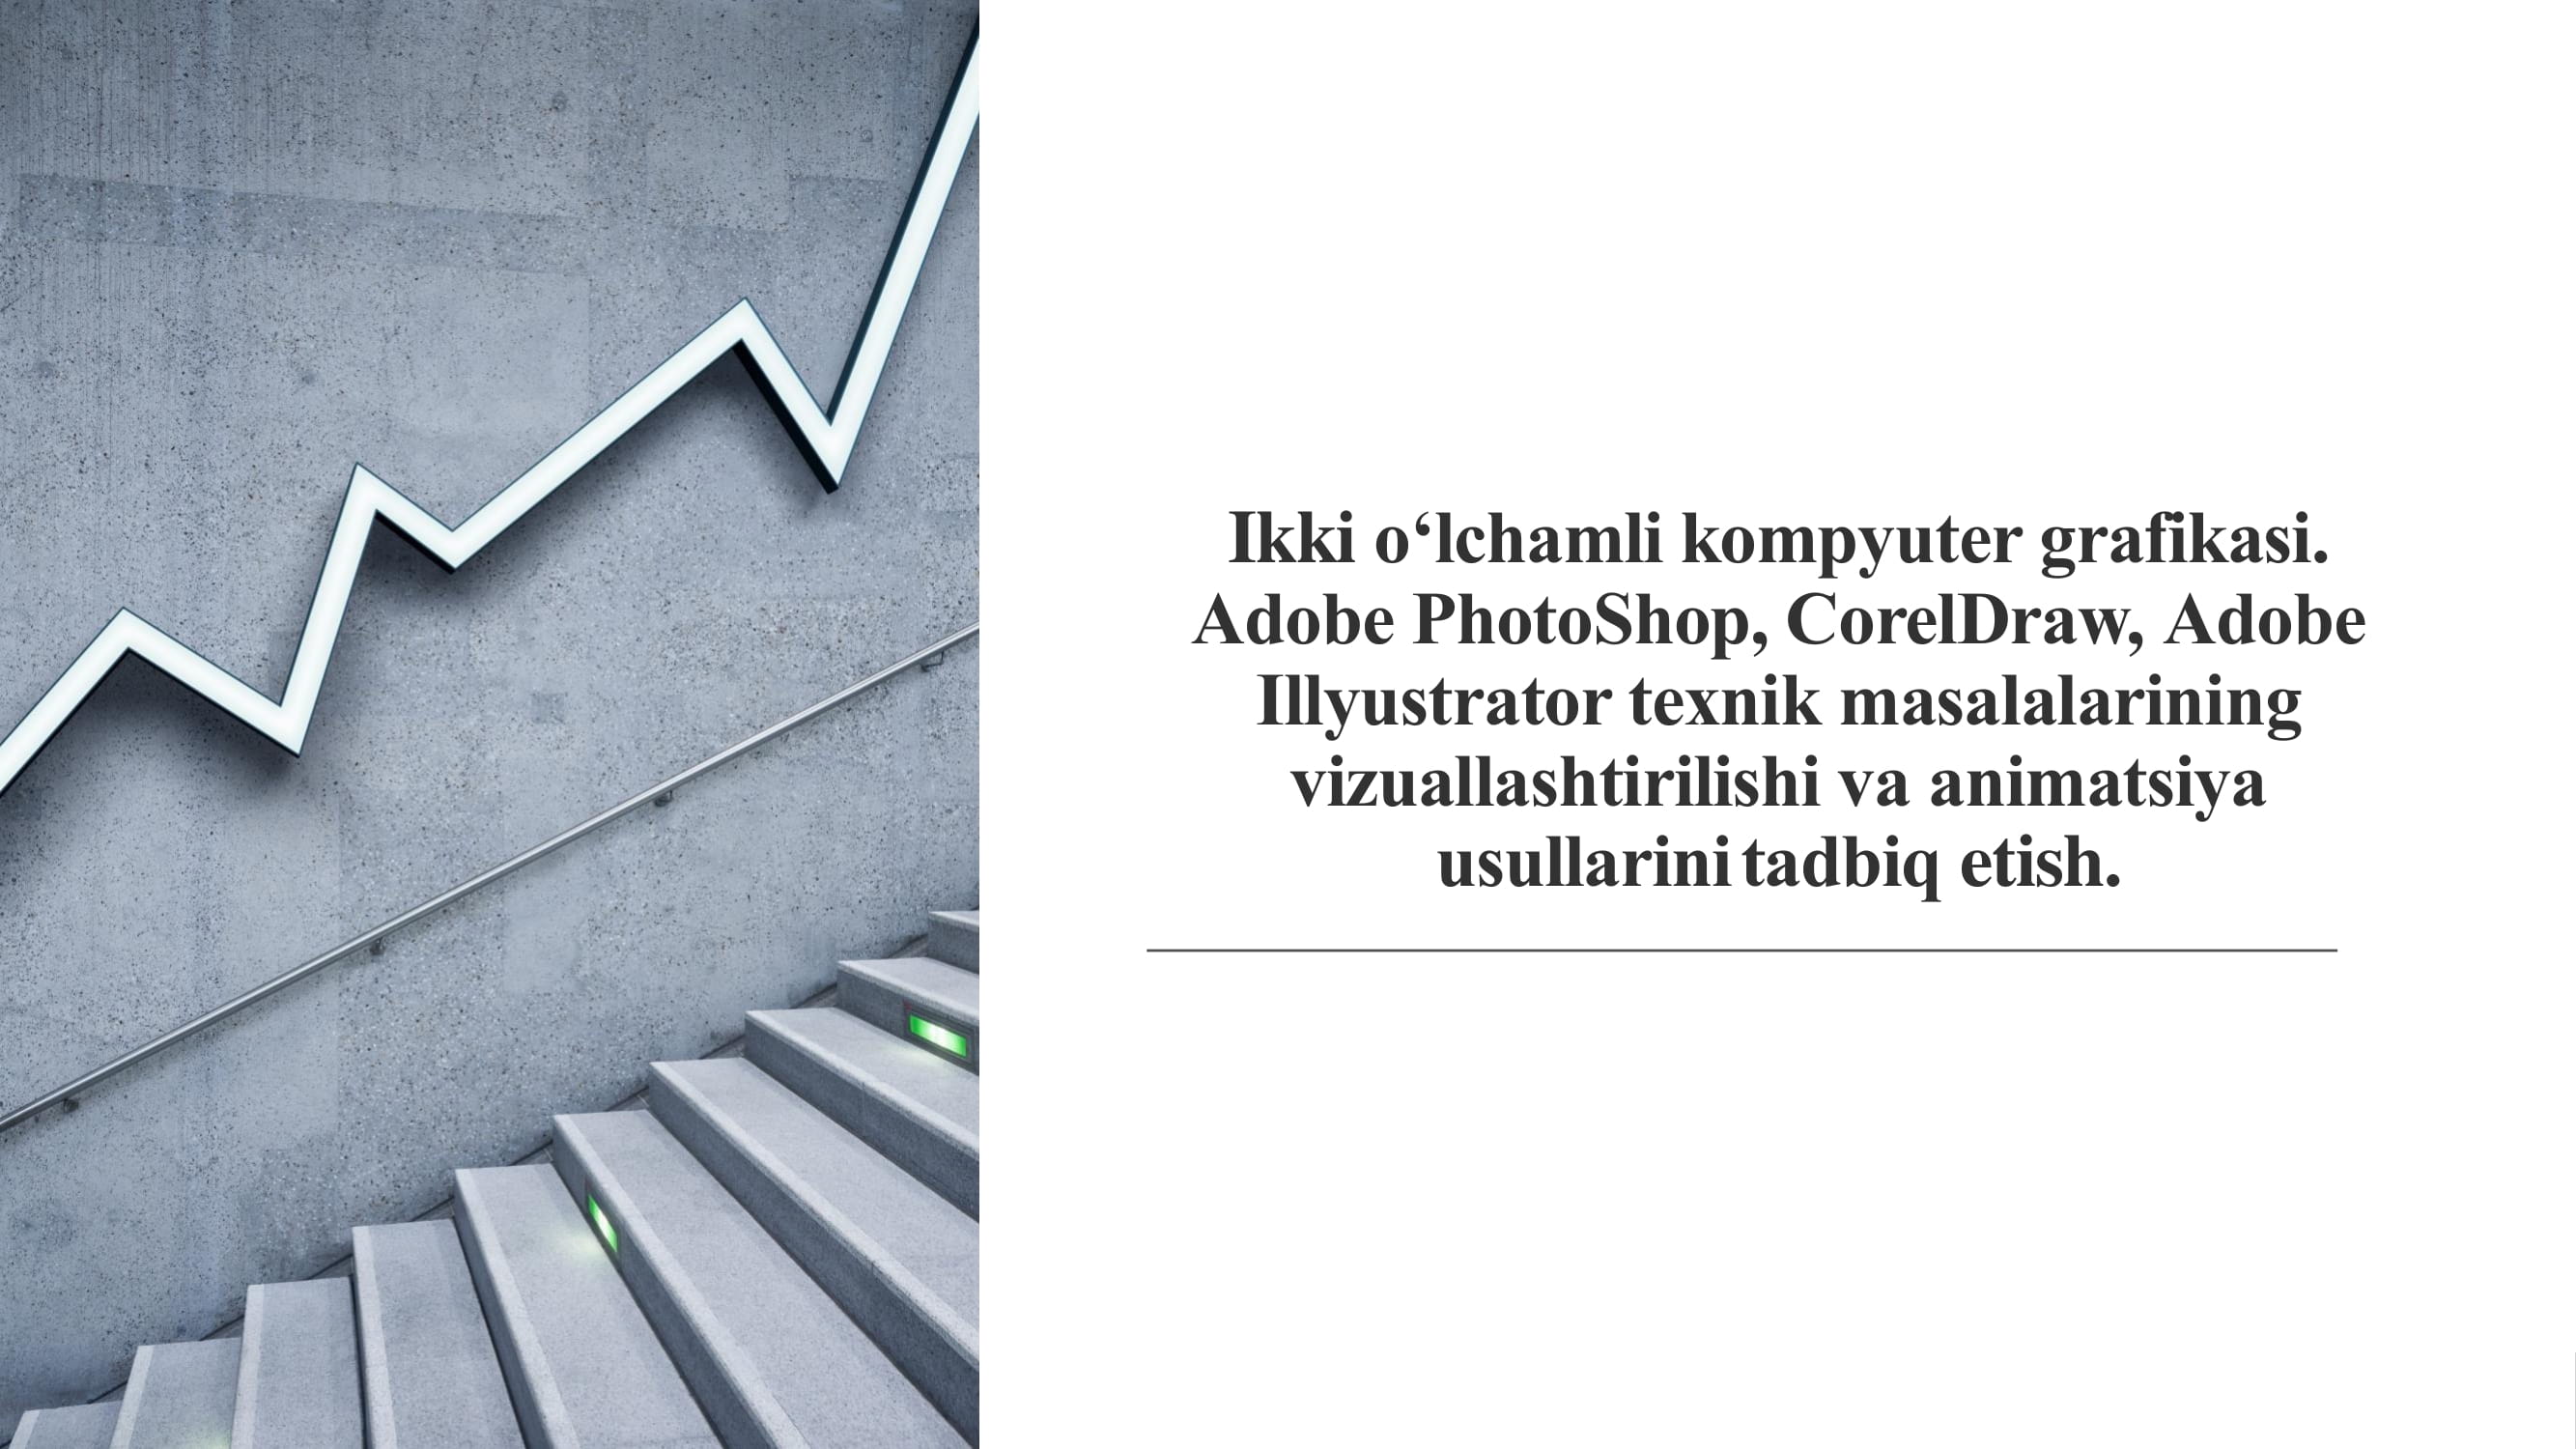 Ikki o‘lchamli kompyuter grafikasi.
Adobe PhotoShop, CorelDraw, Adobe
Illyustrator texnik masalalarining
vizuallashtirilishi va animatsiya
usullarini tadbiq etish.